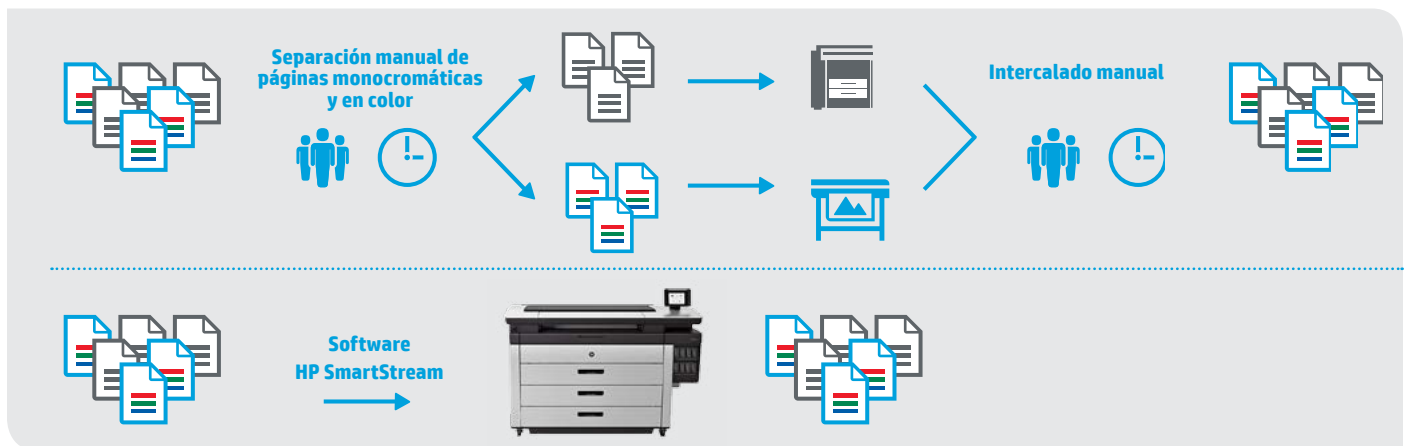 Separación manual de
páginas monocromáticas
y en color
Intercalado manual
Software
HP SmartStream